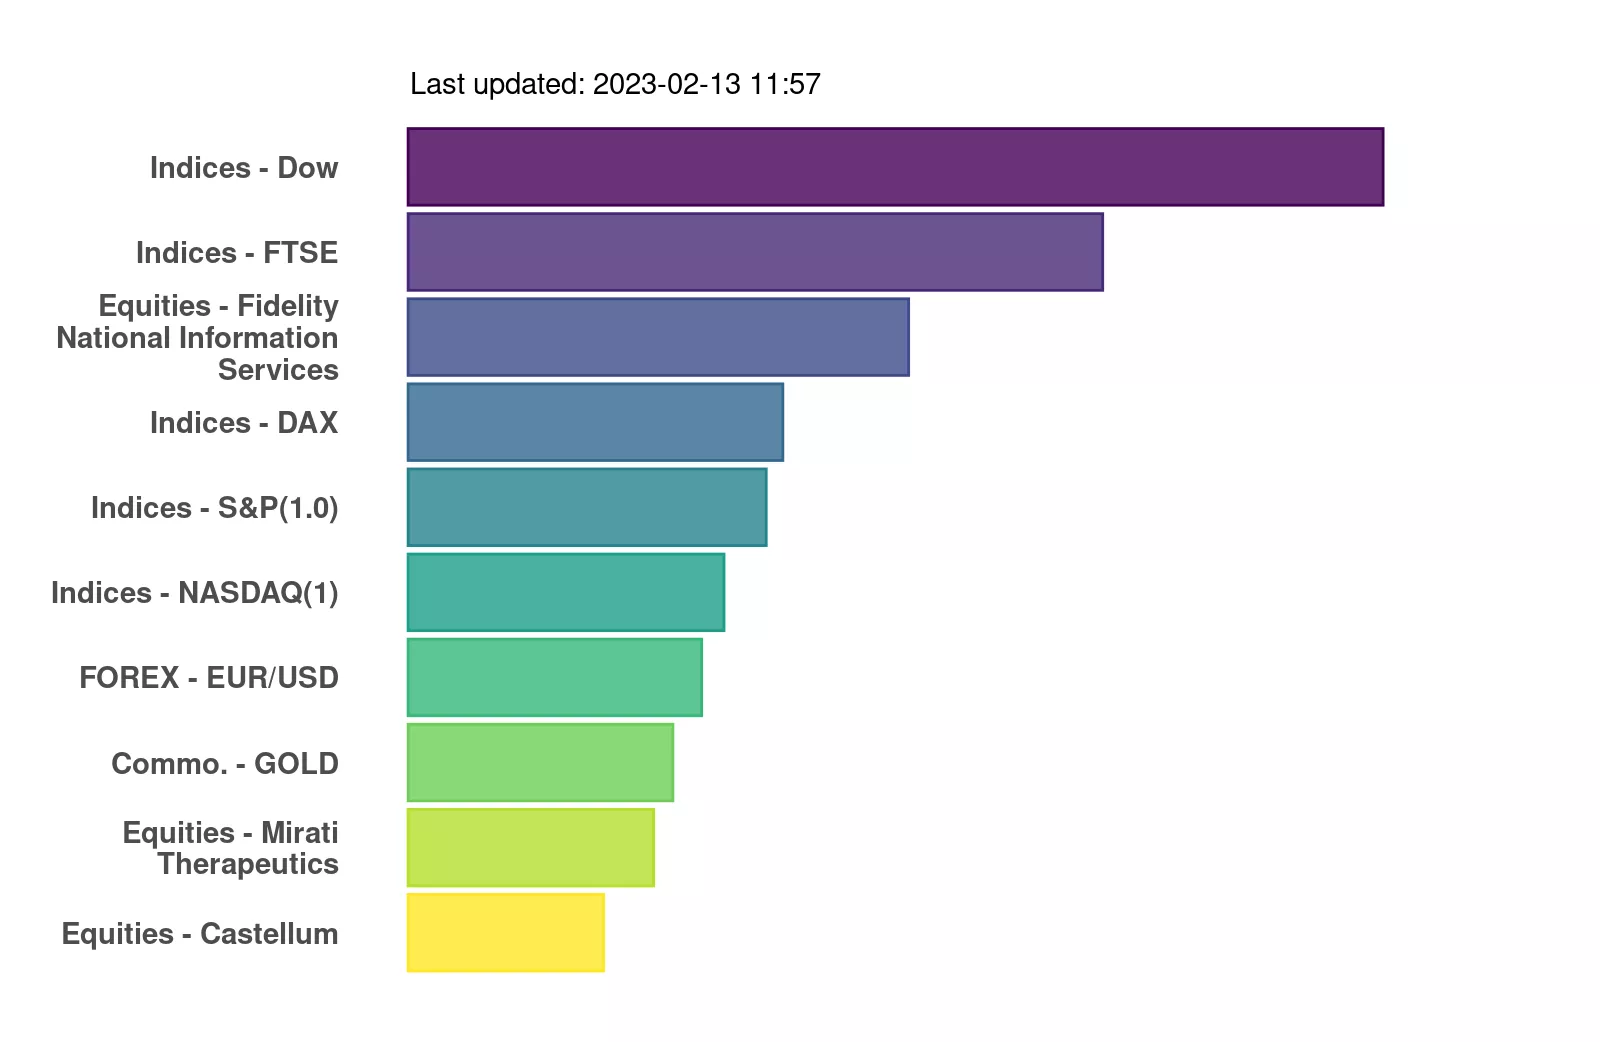 Last updated: 2023-02-13 11:57
Indices - Dow
Indices - FTSE
Equities - Fidelity
National Information
Services
Indices - DAX
Indices - S&P(1.0)
Indices - NASDAQ(1)
FOREX - EUR/USD
Commo. - GOLD
Equities - Mirati
Therapeutics
Equities - Castellum